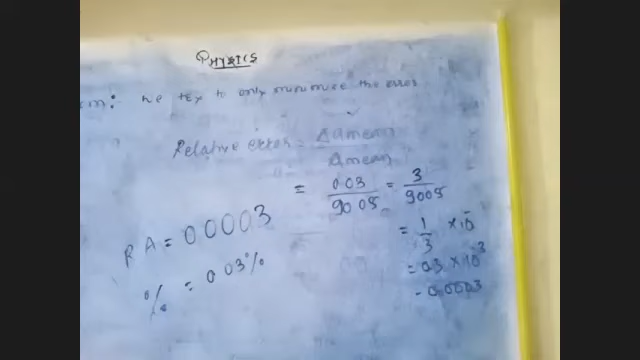 PHYSICS
we try to only minimise the error
Relative error = Δamean
amean
= 0.03 = 3
90.05 9005
RA = 0.0003
= 1 × 10
3
% = 0.03%
= 0.3 × 10⁻³
= 0.0003